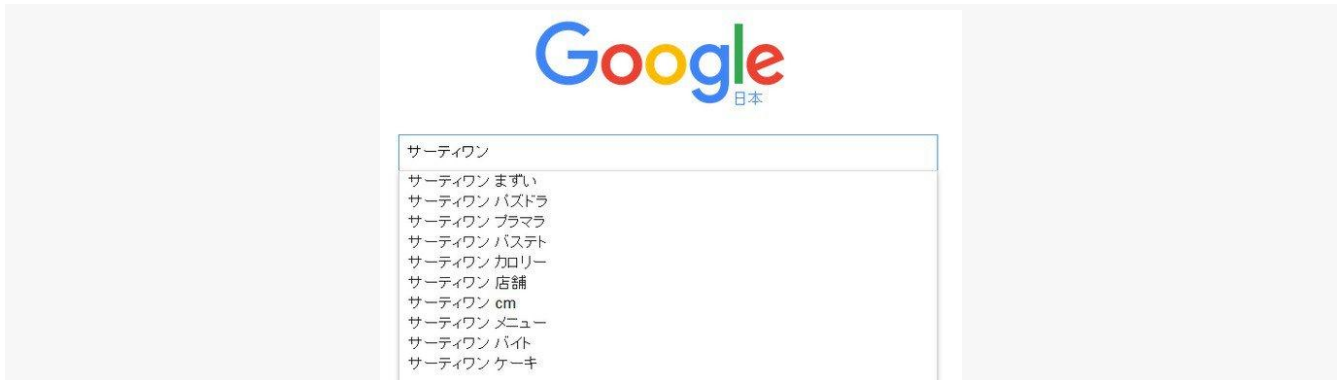 Google
日本
サーティワン
サーティワン まずい
サーティワン パズドラ
サーティワン ブラマラ
サーティワン バステト
サーティワン カロリー
サーティワン 店舗
サーティワン cm
サーティワン メニュー
サーティワン バイト
サーティワン ケーキ